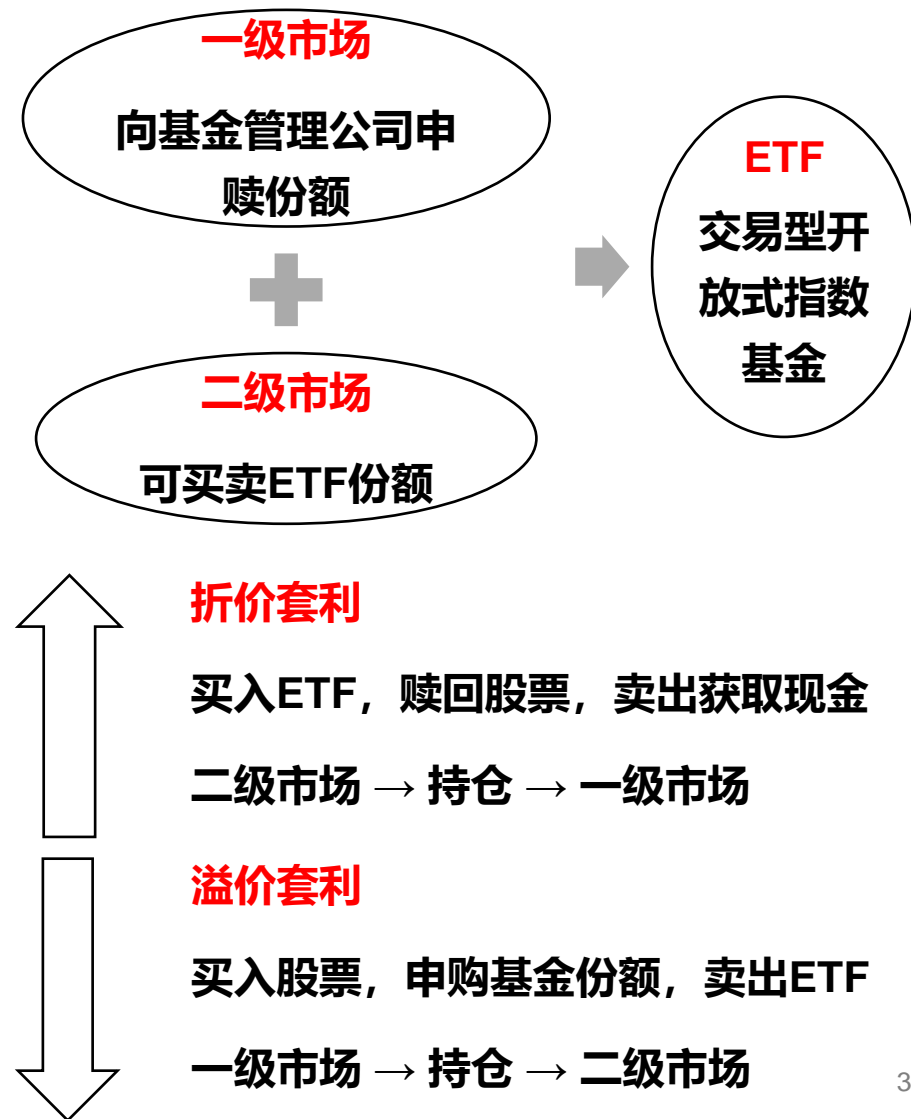 一级市场
向基金管理公司申
赎份额
二级市场
可买卖ETF份额
ETF
交易型开
放式指数
基金
折价套利
买入ETF，赎回股票，卖出获取现金
二级市场 → 持仓 → 一级市场
溢价套利
买入股票，申购基金份额，卖出ETF
一级市场 → 持仓 → 二级市场
3